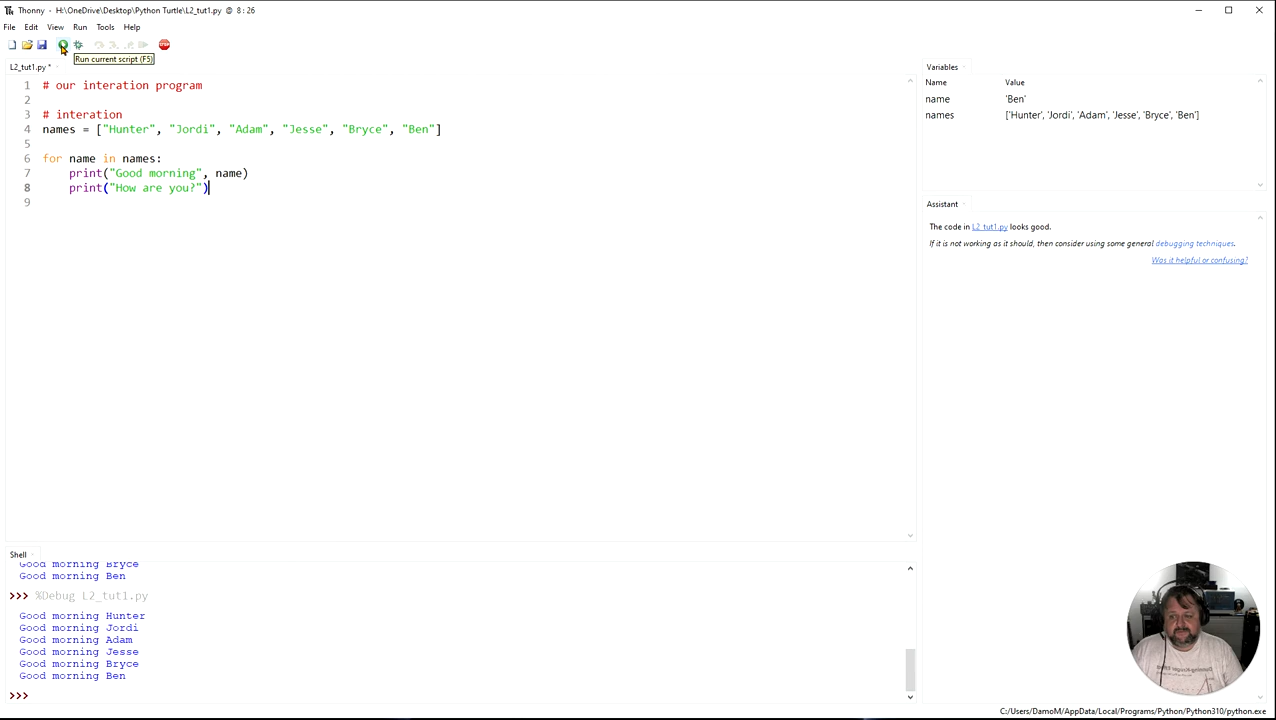 Thonny - H:\OneDrive\Desktop\Python Turtle\L2_tut1.py @ 8 : 26
File Edit View Run Tools Help
Run current script (F5)
L2_tut1.py *
1 # our interation program
2
3 # interation
4 names = ["Hunter", "Jordi", "Adam", "Jesse", "Bryce", "Ben"]
5
6 for name in names:
7 print("Good morning", name)
8 print("How are you?")
9
Variables
Name Value
name 'Ben'
names ['Hunter', 'Jordi', 'Adam', 'Jesse', 'Bryce', 'Ben']
Assistant
The code in L2_tut1.py looks good.
If it is not working as it should, then consider using some general debugging techniques.
Was it helpful or confusing?
Shell
Good morning Bryce
Good morning Ben
>>> %Debug L2_tut1.py
Good morning Hunter
Good morning Jordi
Good morning Adam
Good morning Jesse
Good morning Bryce
Good morning Ben
>>>
C:/Users/DamoM/AppData/Local/Programs/Python/Python310/python.exe